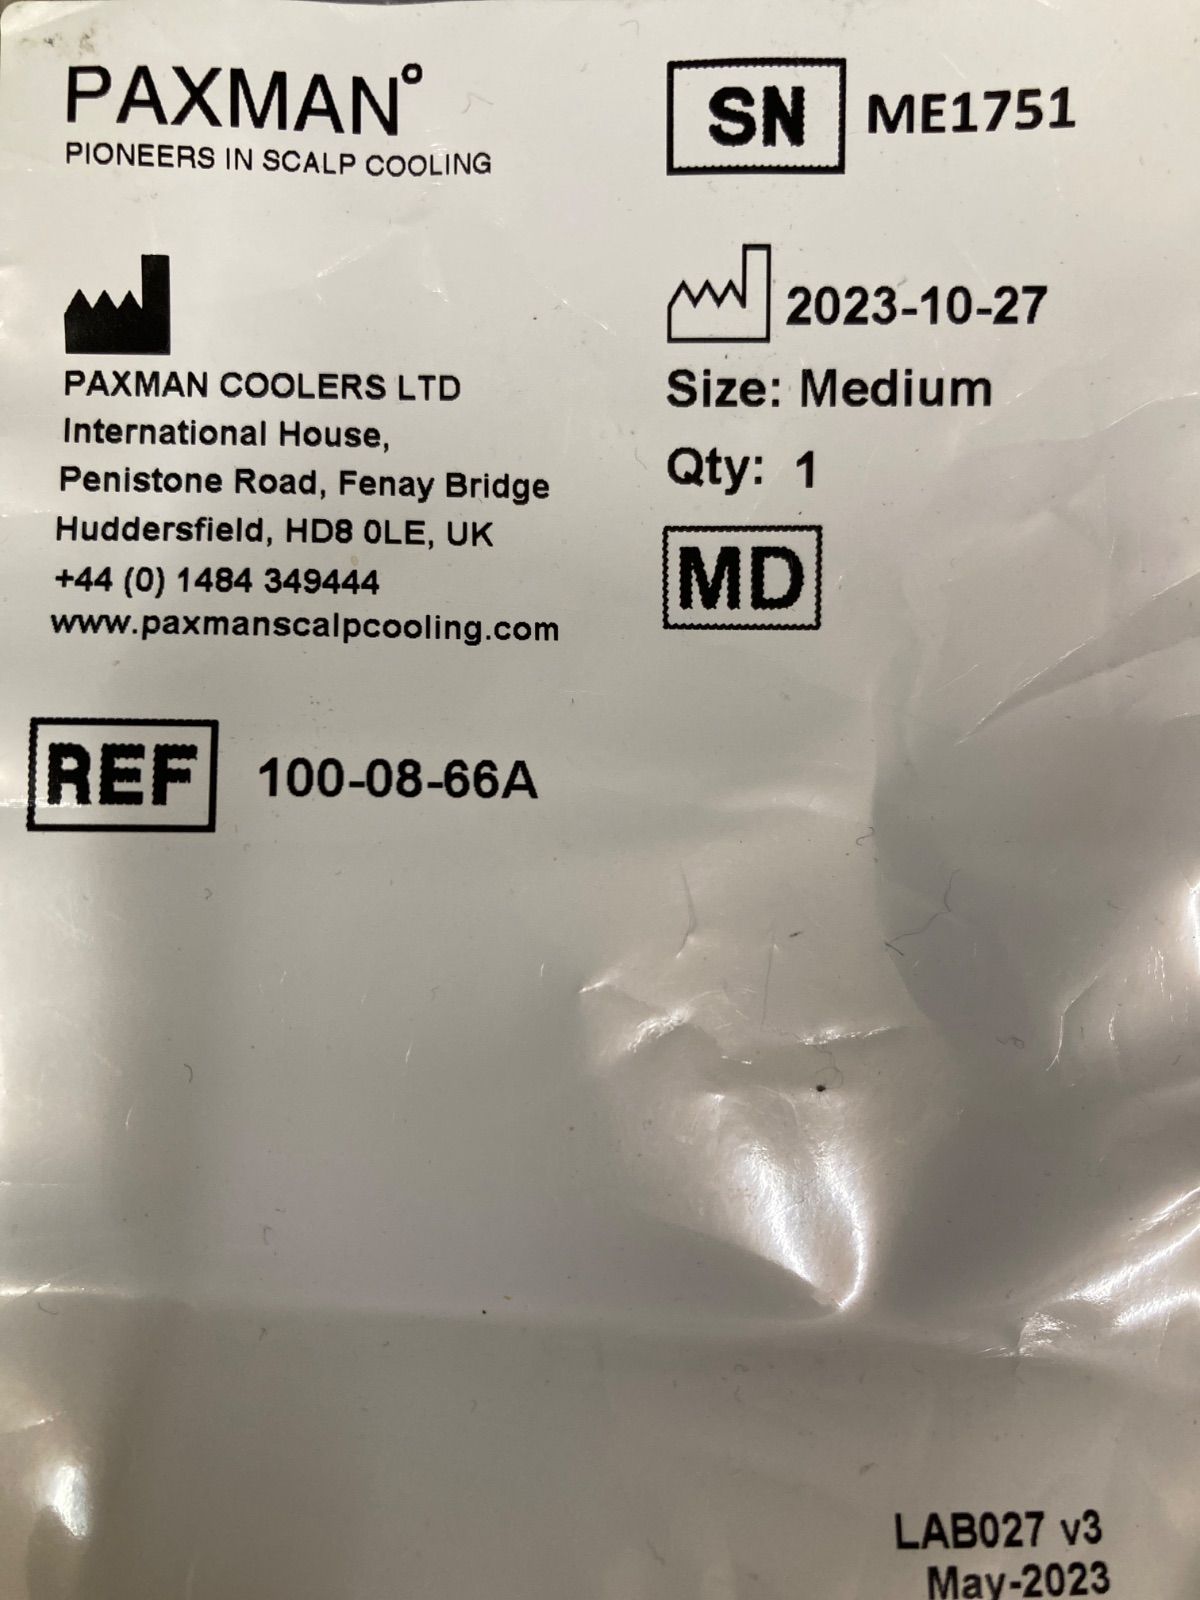 PAXMAN°
PIONEERS IN SCALP COOLING
SN ME1751
2023-10-27
PAXMAN COOLERS LTD
International House,
Penistone Road, Fenay Bridge
Huddersfield, HD8 0LE, UK
+44 (0) 1484 349444
www.paxmanscalpcooling.com
Size: Medium
Qty: 1
MD
REF 100-08-66A
LAB027 v3
May-2023